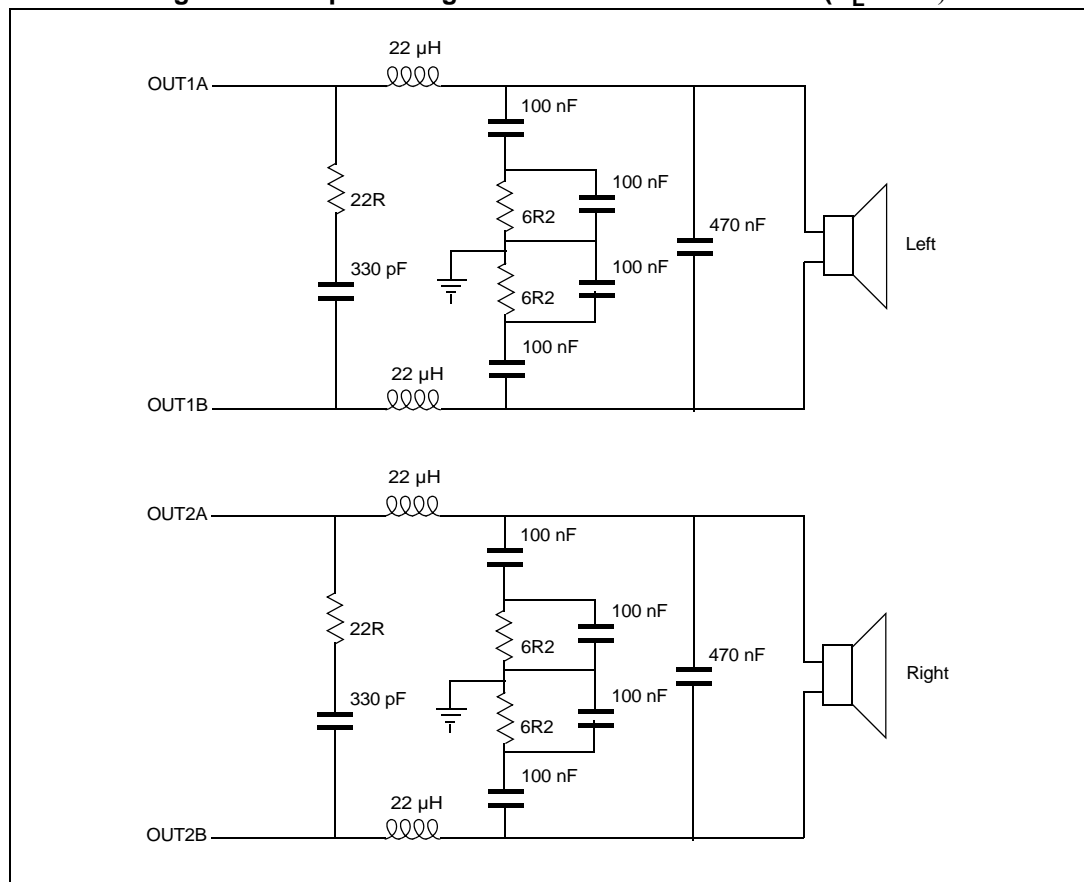 22 µH
OUT1A
100 nF
100 nF
22R
6R2
470 nF
Left
330 pF
100 nF
6R2
100 nF
22 µH
OUT1B
22 µH
OUT2A
100 nF
100 nF
22R
6R2
470 nF
Right
330 pF
100 nF
6R2
100 nF
22 µH
OUT2B